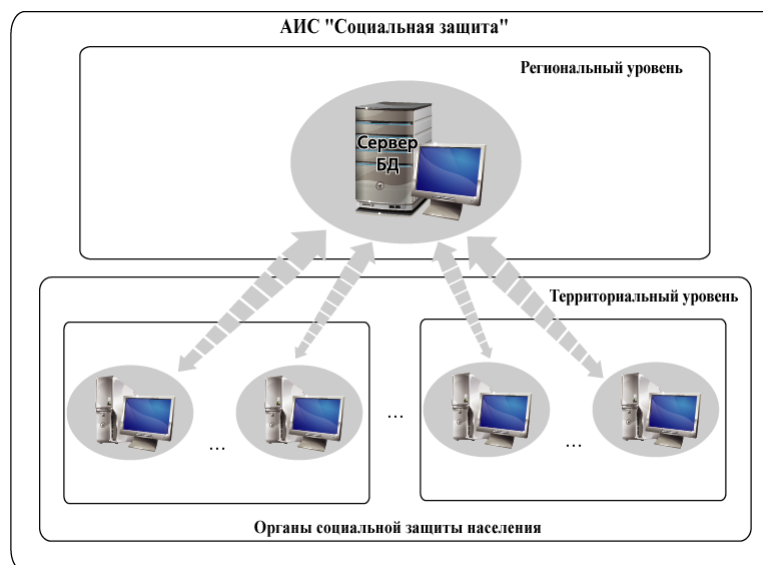 АИС "Социальная защита"
Региональный уровень
Сервер
БД
Территориальный уровень
... ... ...
Органы социальной защиты населения